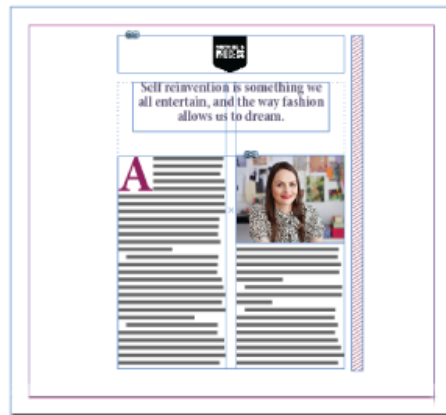 Self reinvention is something we
all entertain, and the way fashion
allows us to dream.
A